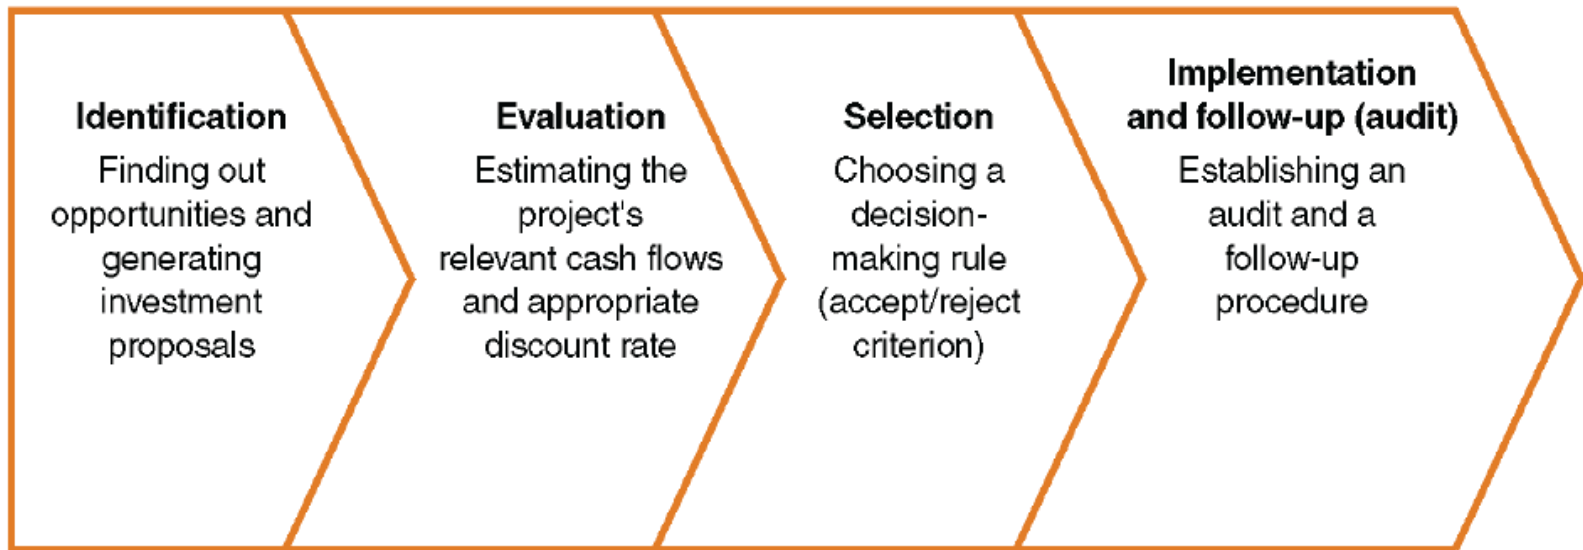 Identification
Finding out
opportunities and
generating
investment
proposals
Evaluation
Estimating the
project's
relevant cash flows
and appropriate
discount rate
Selection
Choosing a
decision-
making rule
(accept/reject
criterion)
Implementation
and follow-up (audit)
Establishing an
audit and a
follow-up
procedure